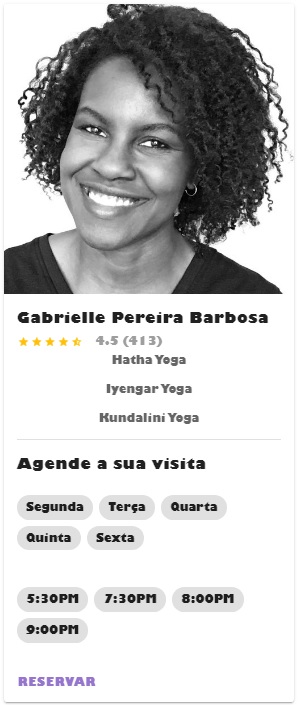 Gabrielle Pereira Barbosa
4.5 (413)
Hatha Yoga
Iyengar Yoga
Kundalini Yoga
Agende a sua visita
Segunda Terça Quarta
Quinta Sexta
5:30PM 7:30PM 8:00PM
9:00PM
RESERVAR